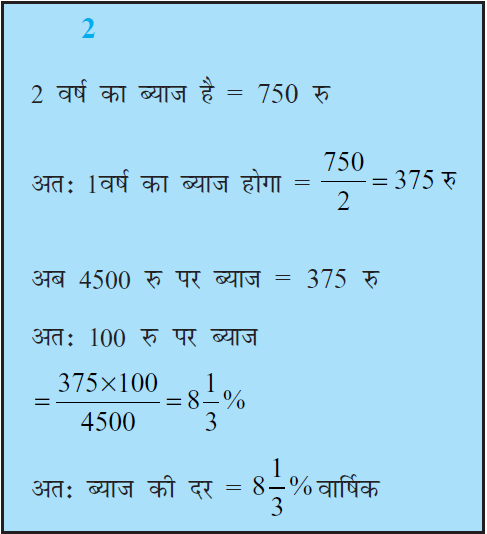 2
2 वर्ष का ब्याज है = 750 रु
अत: 1वर्ष का ब्याज होगा = 750/2 = 375 रु
अब 4500 रु पर ब्याज = 375 रु
अत: 100 रु पर ब्याज
= 375×100/4500 = 8 1/3 %
अत: ब्याज की दर = 8 1/3 % वार्षिक